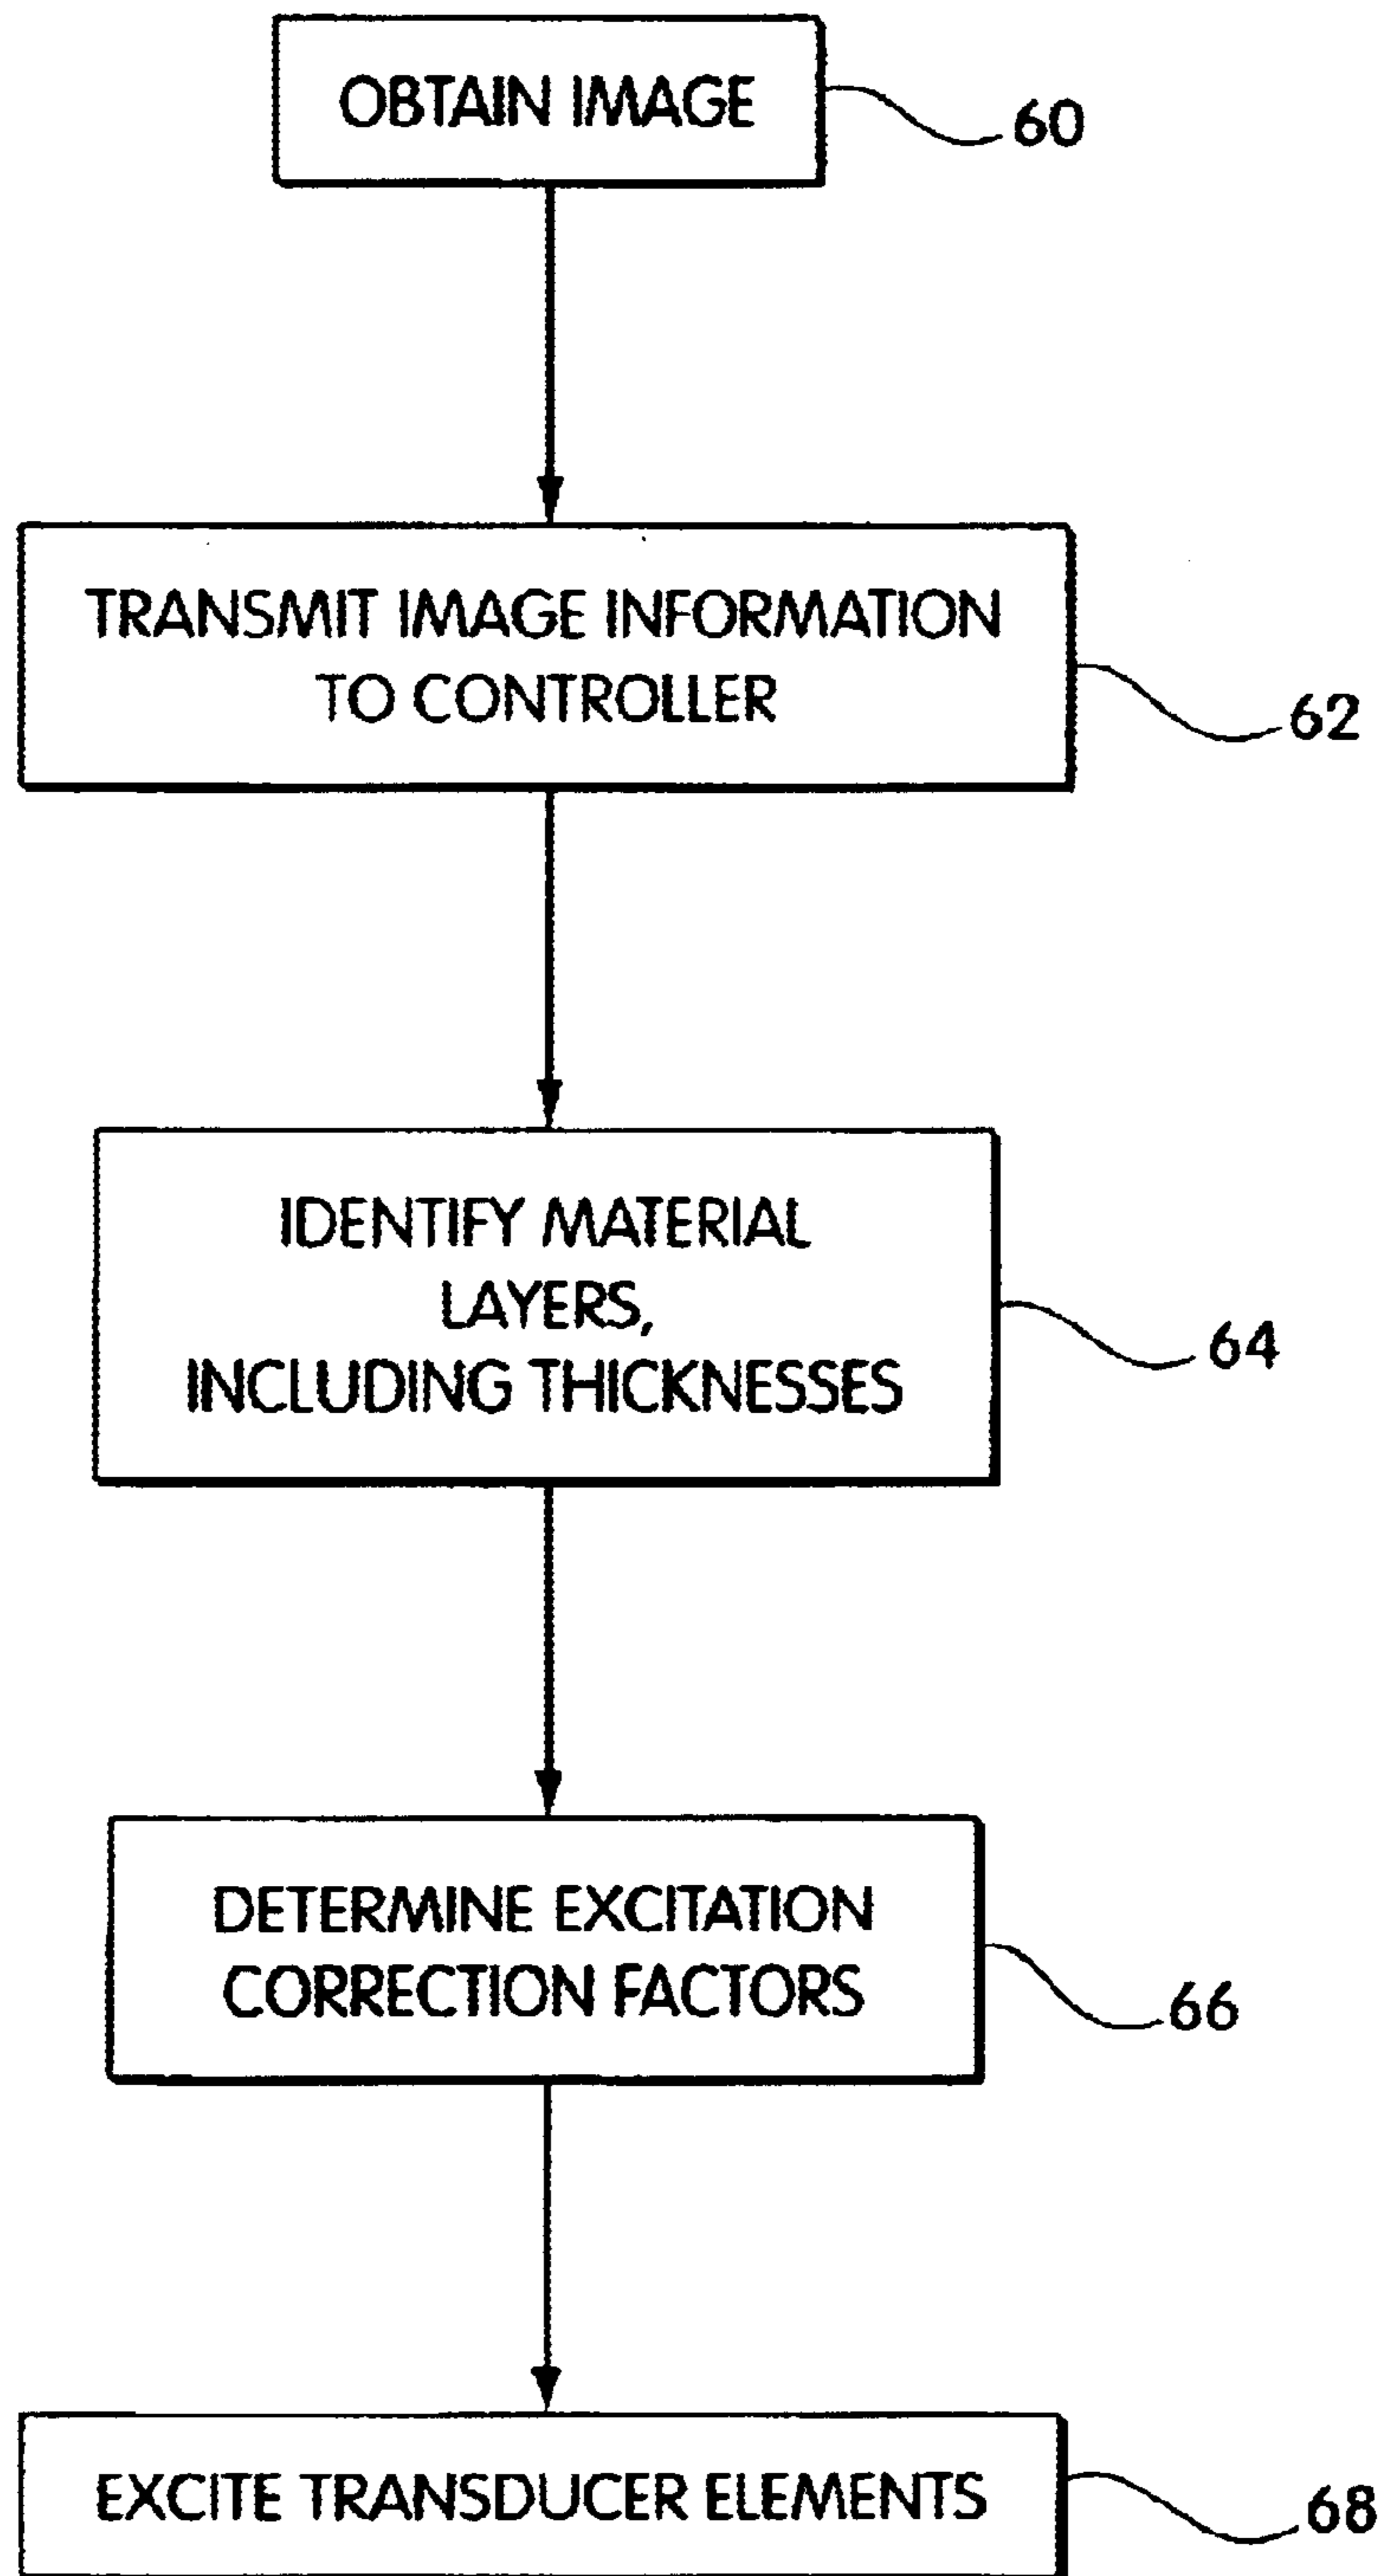 OBTAIN IMAGE
60
TRANSMIT IMAGE INFORMATION
TO CONTROLLER
62
IDENTIFY MATERIAL
LAYERS,
INCLUDING THICKNESSES
64
DETERMINE EXCITATION
CORRECTION FACTORS
66
EXCITE TRANSDUCER ELEMENTS
68